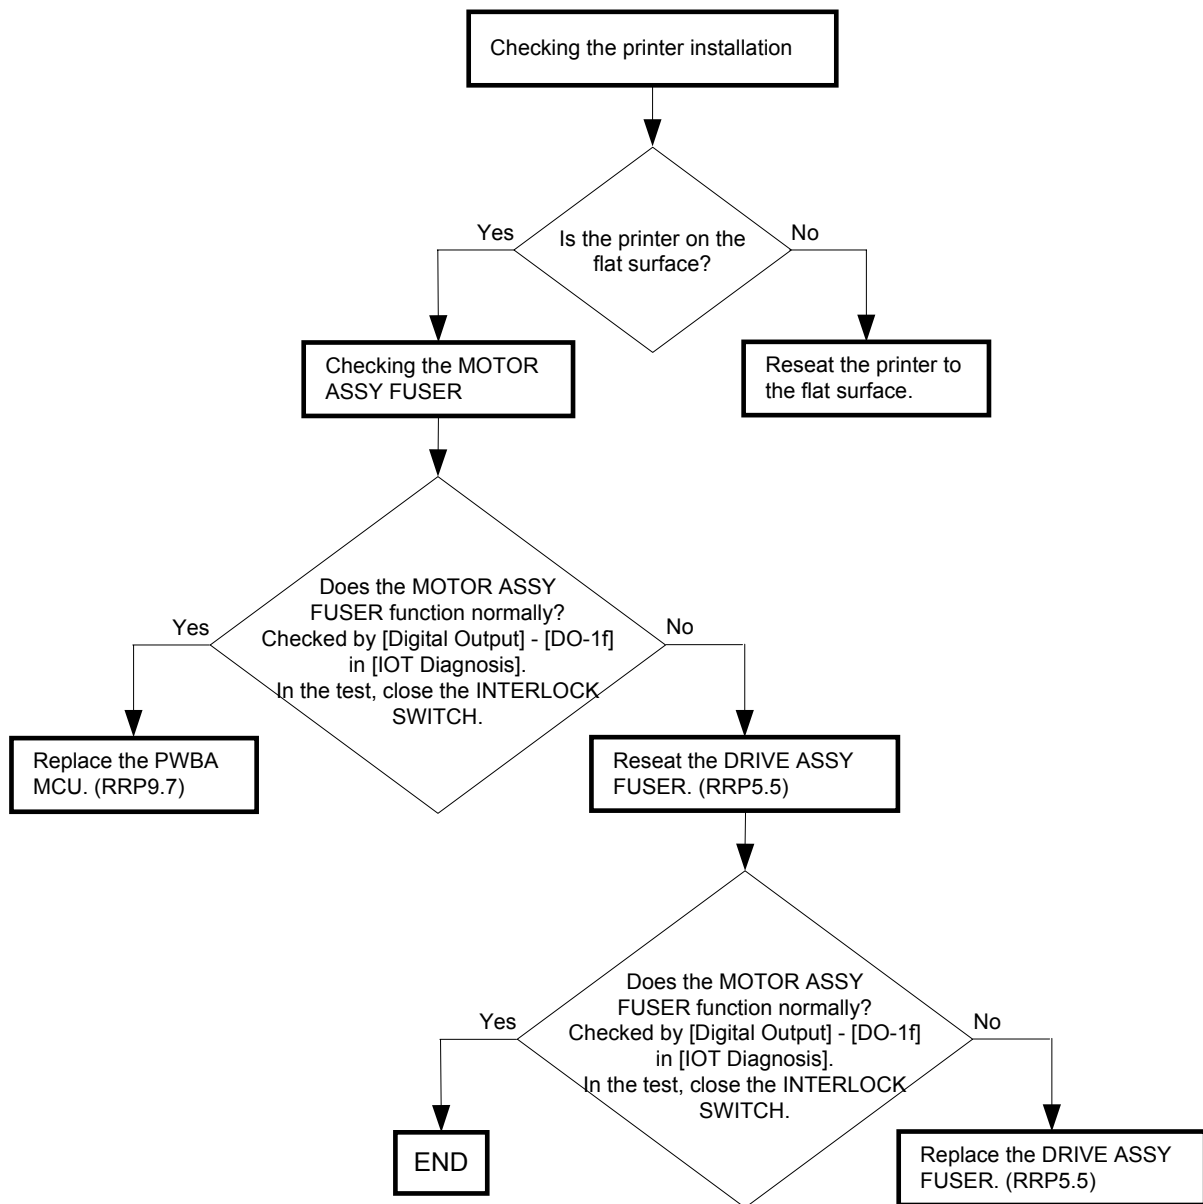 Checking the printer installation
Is the printer on the
flat surface?
Yes
No
Checking the MOTOR
ASSY FUSER
Reseat the printer to
the flat surface.
Does the MOTOR ASSY
FUSER function normally?
Checked by [Digital Output] - [DO-1f]
in [IOT Diagnosis].
In the test, close the INTERLOCK
SWITCH.
Yes
No
Replace the PWBA
MCU. (RRP9.7)
Reseat the DRIVE ASSY
FUSER. (RRP5.5)
Does the MOTOR ASSY
FUSER function normally?
Checked by [Digital Output] - [DO-1f]
in [IOT Diagnosis].
In the test, close the INTERLOCK
SWITCH.
Yes
No
END
Replace the DRIVE ASSY
FUSER. (RRP5.5)